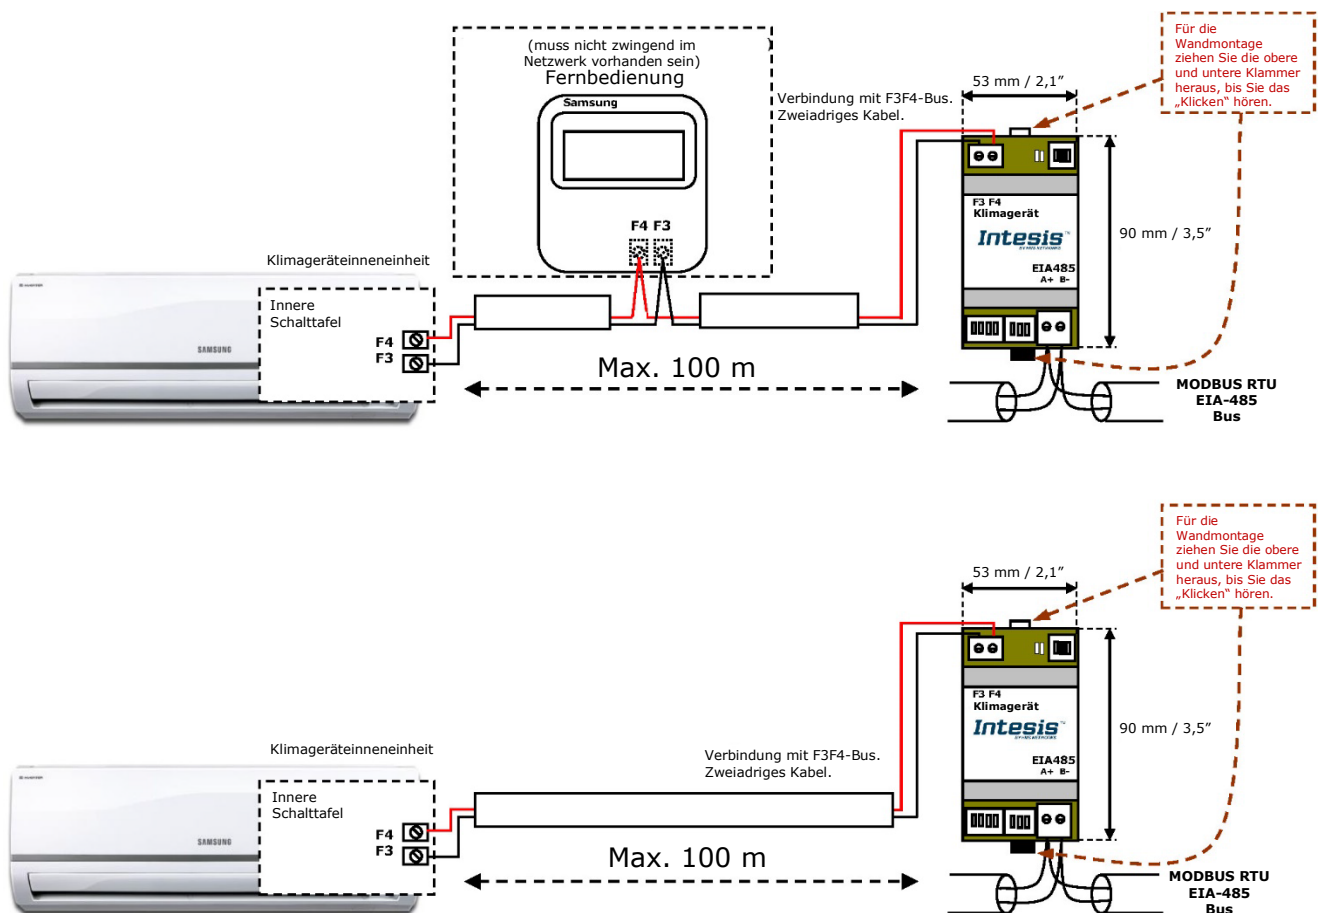 (muss nicht zwingend im )
Netzwerk vorhanden sein)
Fernbedienung
Samsung
F4 F3
Verbindung mit F3F4-Bus.
Zweiadriges Kabel.
53 mm / 2,1”
Für die
Wandmontage
ziehen Sie die obere
und untere Klammer
heraus, bis Sie das
„Klicken“ hören.
F3 F4
Klimagerät
Intesis™
90 mm / 3,5”
EIA485
A+ B-
Klimageräteinneneinheit
Innere
Schalttafel
SAMSUNG
F4
F3
Max. 100 m
MODBUS RTU
EIA-485
Bus
Für die
Wandmontage
ziehen Sie die obere
und untere Klammer
heraus, bis Sie das
„Klicken“ hören.
53 mm / 2,1”
F3 F4
Klimagerät
Intesis™
90 mm / 3,5”
EIA485
A+ B-
Klimageräteinneneinheit
Verbindung mit F3F4-Bus.
Zweiadriges Kabel.
Innere
Schalttafel
SAMSUNG
F4
F3
Max. 100 m
MODBUS RTU
EIA-485
Bus